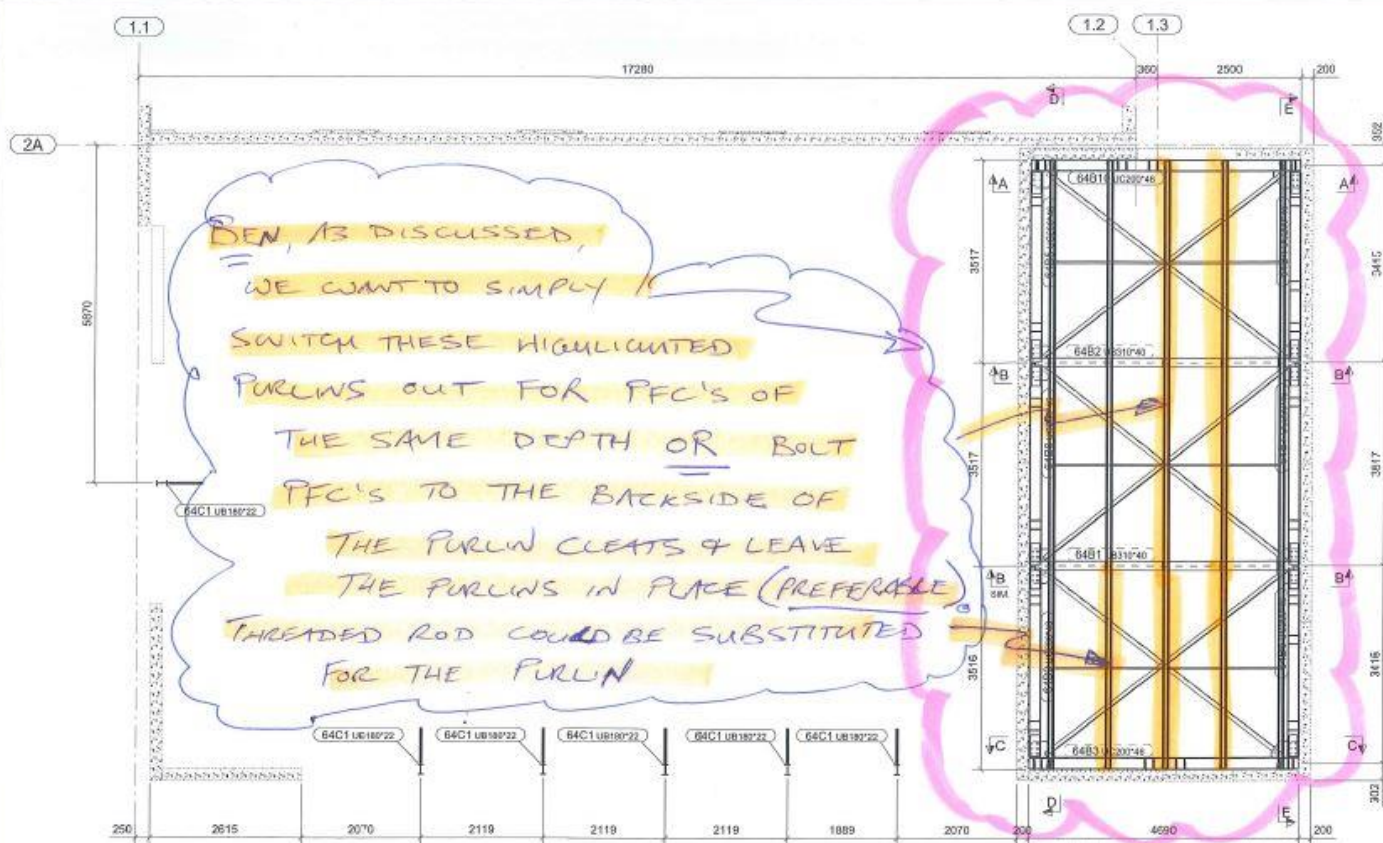 1.1
1.2
1.3
17280
360
2500
200
D
E
2A
352
A
64B10 UC200*46
A
BEN, AS DISCUSSED,
WE WANT TO SIMPLY
SWITCH THESE HIGHLIGHTED
PURLINS OUT FOR PFC'S OF
THE SAME DEPTH OR BOLT
PFC'S TO THE BACKSIDE OF
THE PURLIN CLEATS & LEAVE
THE PURLINS IN PLACE (PREFERABLE)
THREADED ROD COULD BE SUBSTITUTED
FOR THE PURLIN
5870
3517
3415
64B2 UB310*40
B
B
64C1 UB180*22
3517
64B1 UB310*40
B
SIM
B
3516
3416
64C1 UB180*22
64C1 UB180*22
64C1 UB180*22
64C1 UB180*22
64C1 UB180*22
C
64B3 UC200*46
C
302
D
E
250
2615
2070
2119
2119
2119
1889
2070
200
4690
200